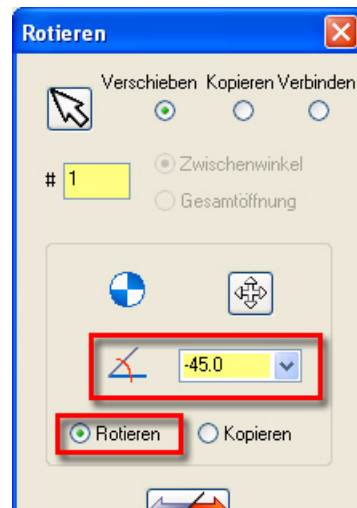 Rotieren
Verschieben Kopieren Verbinden
# 1
Zwischenwinkel
Gesamtöffnung
-45.0
Rotieren Kopieren